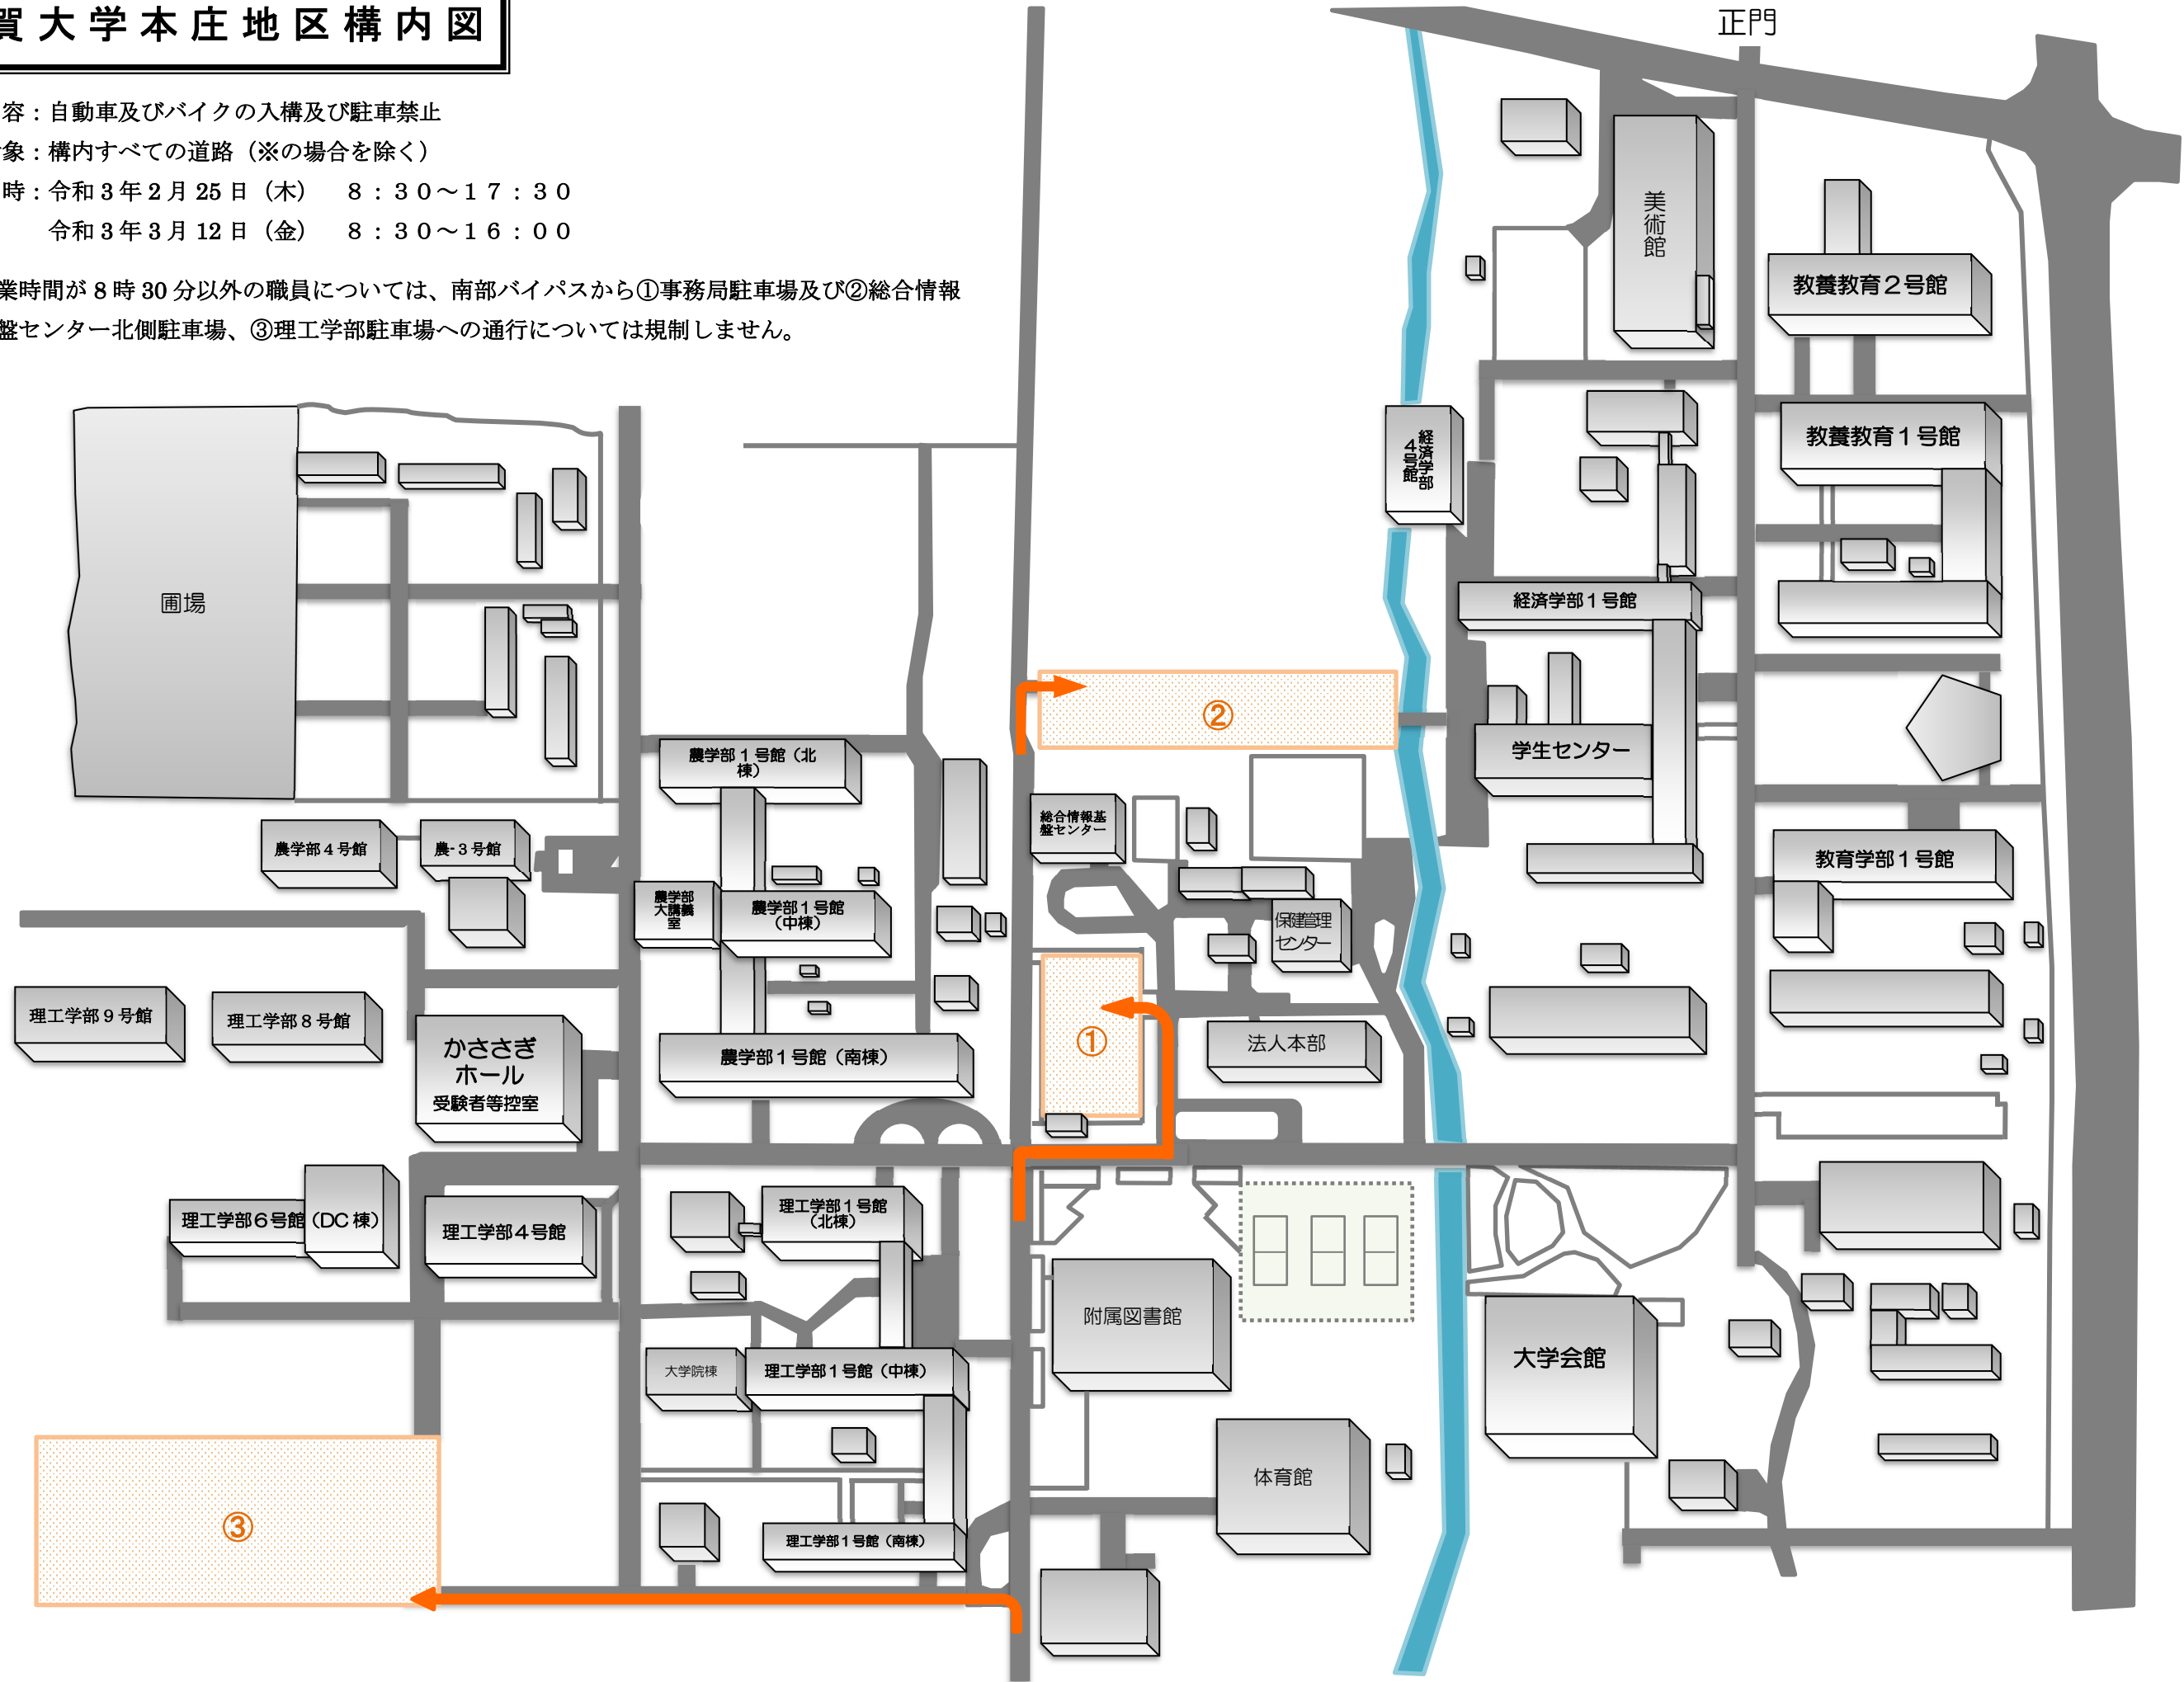 賀大学本庄地区構内図
容：自動車及びバイクの入構及び駐車禁止
象：構内すべての道路（※の場合を除く）
時：令和３年２月25日（木）　８：３０～１７：３０
令和３年３月12日（金）　８：３０～１６：００
業時間が８時30分以外の職員については、南部バイパスから①事務局駐車場及び②総合情報
盤センター北側駐車場、③理工学部駐車場への通行については規制しません。
正門
美術館
教養教育２号館
教養教育１号館
経済学部
４号館
圃場
経済学部１号館
②
学生センター
農学部１号館（北
棟）
総合情報基
盤センター
農学部４号館
農-３号館
教育学部１号館
農学部
大講義
室
農学部１号館
（中棟）
保健管理
センター
理工学部９号館
理工学部８号館
かささぎ
ホール
受験者等控室
農学部１号館（南棟）
①
法人本部
理工学部６号館（DC棟）
理工学部４号館
理工学部１号館
（北棟）
附属図書館
大学会館
大学院棟
理工学部１号館（中棟）
体育館
③
理工学部１号館（南棟）